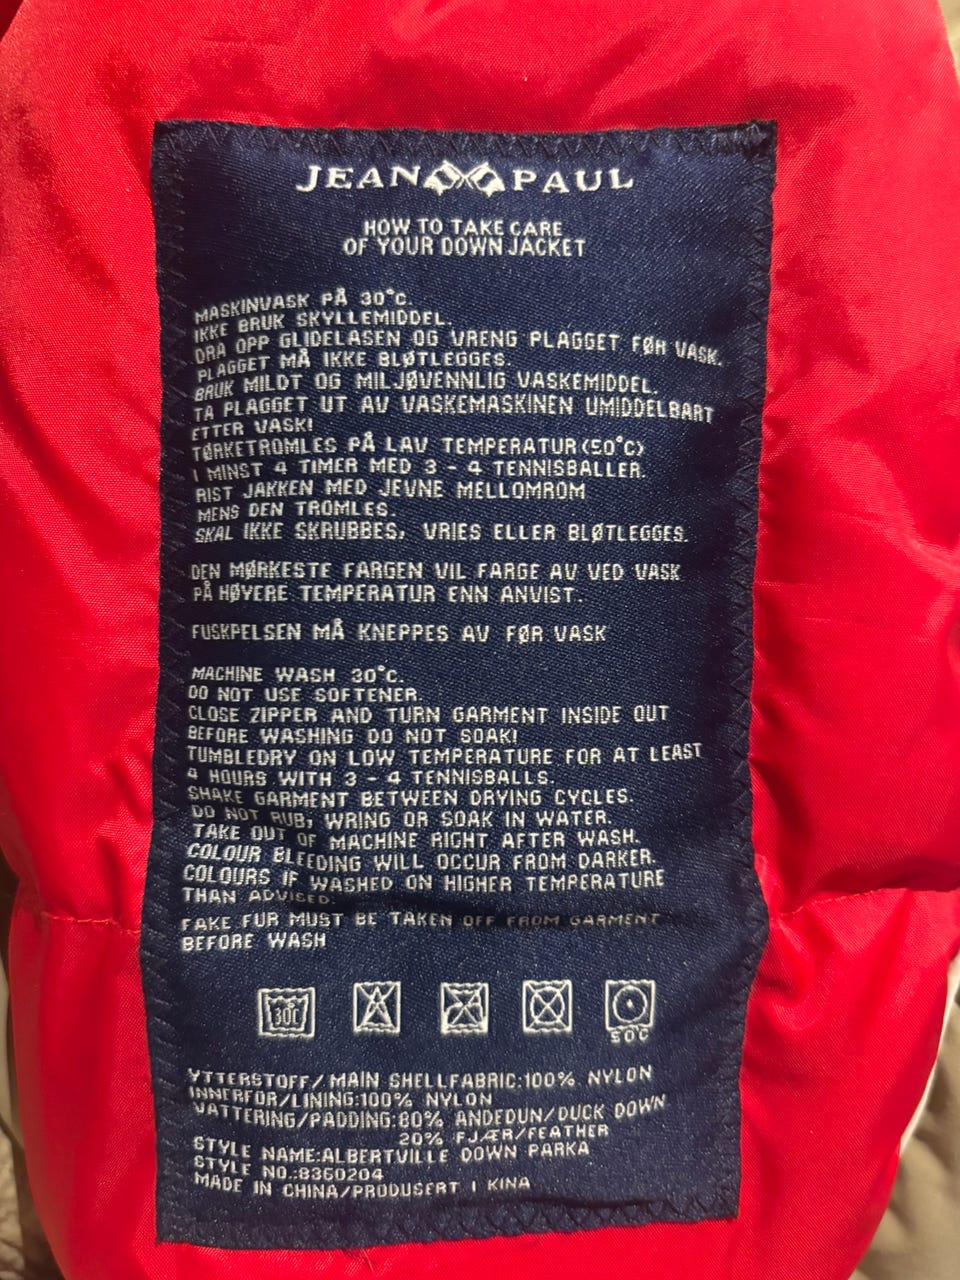 JEAN PAUL
HOW TO TAKE CARE
OF YOUR DOWN JACKET
MASKINVASK PÅ 30°C.
IKKE BRUK SKYLLEMIDDEL.
DRA OPP GLIDELASEN OG VRENG PLAGGET FØR VASK.
PLAGGET MÅ IKKE BLØTLEGGES.
BRUK MILDT OG MILJØVENNLIG VASKEMIDDEL.
TA PLAGGET UT AV VASKEMASKINEN UMIDDELBART
ETTER VASK!
TØRKETROMLES PÅ LAV TEMPERATUR (50°C)
I MINST 4 TIMER MED 3 - 4 TENNISBALLER.
RIST JAKKEN MED JEVNE MELLOMROM
MENS DEN TROMLES.
SKAL IKKE SKRUBBES, VRIES ELLER BLØTLEGGES.
DEN MØRKESTE FARGEN VIL FARGE AV VED VASK
PÅ HØYERE TEMPERATUR ENN ANVIST.
FUSKPELSEN MÅ KNEPPES AV FØR VASK
MACHINE WASH 30°C.
DO NOT USE SOFTENER.
CLOSE ZIPPER AND TURN GARMENT INSIDE OUT
BEFORE WASHING DO NOT SOAK!
TUMBLEDRY ON LOW TEMPERATURE FOR AT LEAST
4 HOURS WITH 3 - 4 TENNISBALLS.
SHAKE GARMENT BETWEEN DRYING CYCLES.
DO NOT RUB, WRING OR SOAK IN WATER.
TAKE OUT OF MACHINE RIGHT AFTER WASH.
COLOUR BLEEDING WILL OCCUR FROM DARKER.
COLOURS IF WASHED ON HIGHER TEMPERATURE
THAN ADVISED.
FAKE FUR MUST BE TAKEN OFF FROM GARMENT
BEFORE WASH
30C
50C
YTTERSTOFF/MAIN SHELLFABRIC:100% NYLON
INNERFOR/LINING:100% NYLON
VATTERING/PADDING:80% ANDEDUN/DUCK DOWN
20% FJÆR/FEATHER
STYLE NAME:ALBERTVILLE DOWN PARKA
STYLE NO.:8360204
MADE IN CHINA/PRODUSERT I KINA